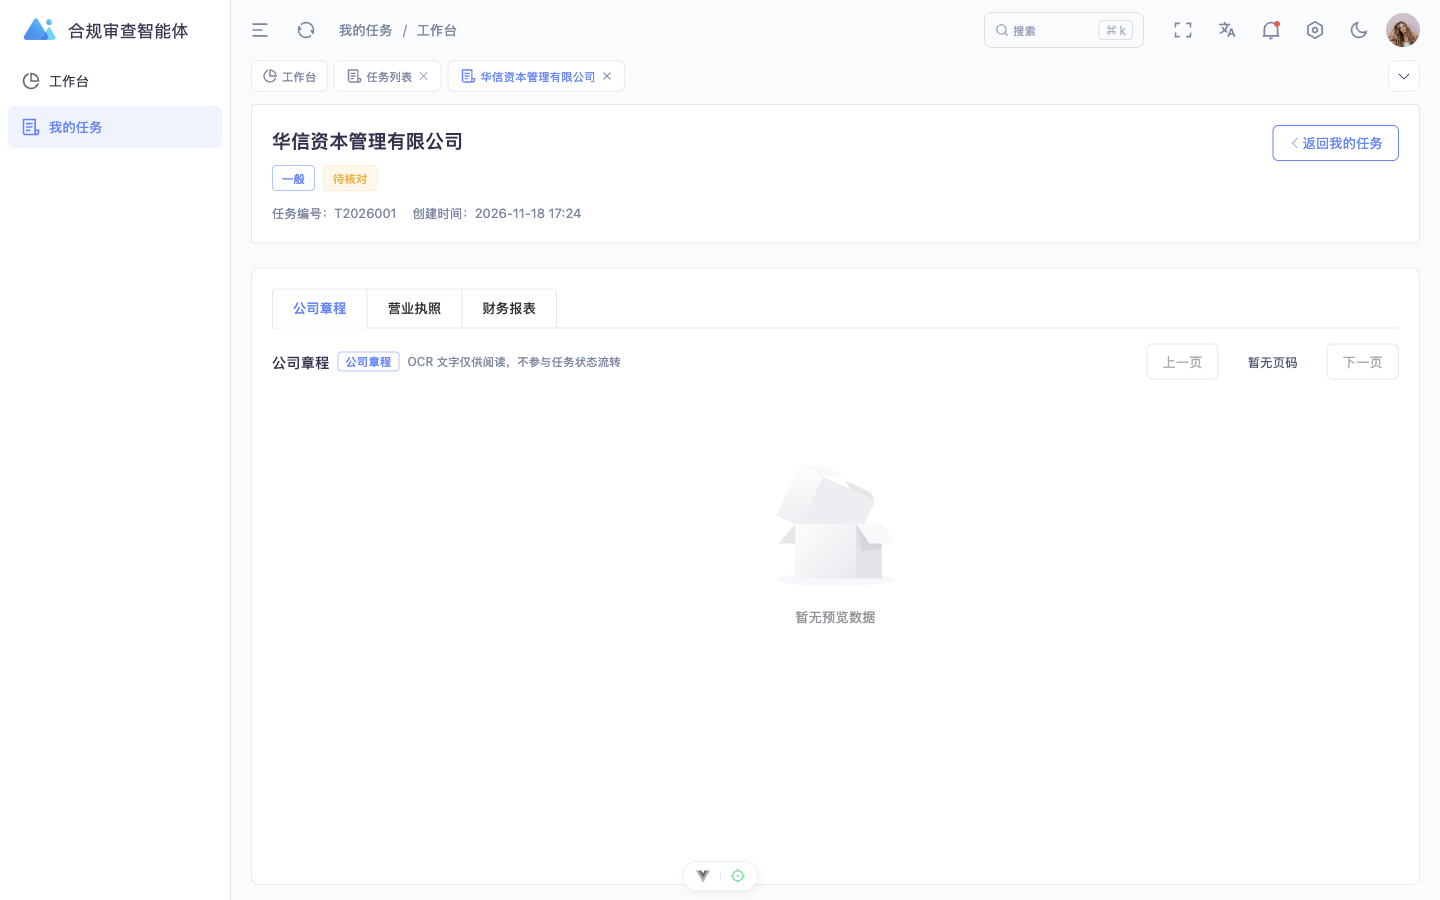 合规审查智能体
我的任务 / 工作台
搜索
⌘ k
工作台
我的任务
工作台
任务列表
华信资本管理有限公司
华信资本管理有限公司
返回我的任务
一般
待核对
任务编号：T2026001
创建时间：2026-11-18 17:24
公司章程
营业执照
财务报表
公司章程
公司章程
OCR 文字仅供阅读，不参与任务状态流转
上一页
暂无页码
下一页
暂无预览数据